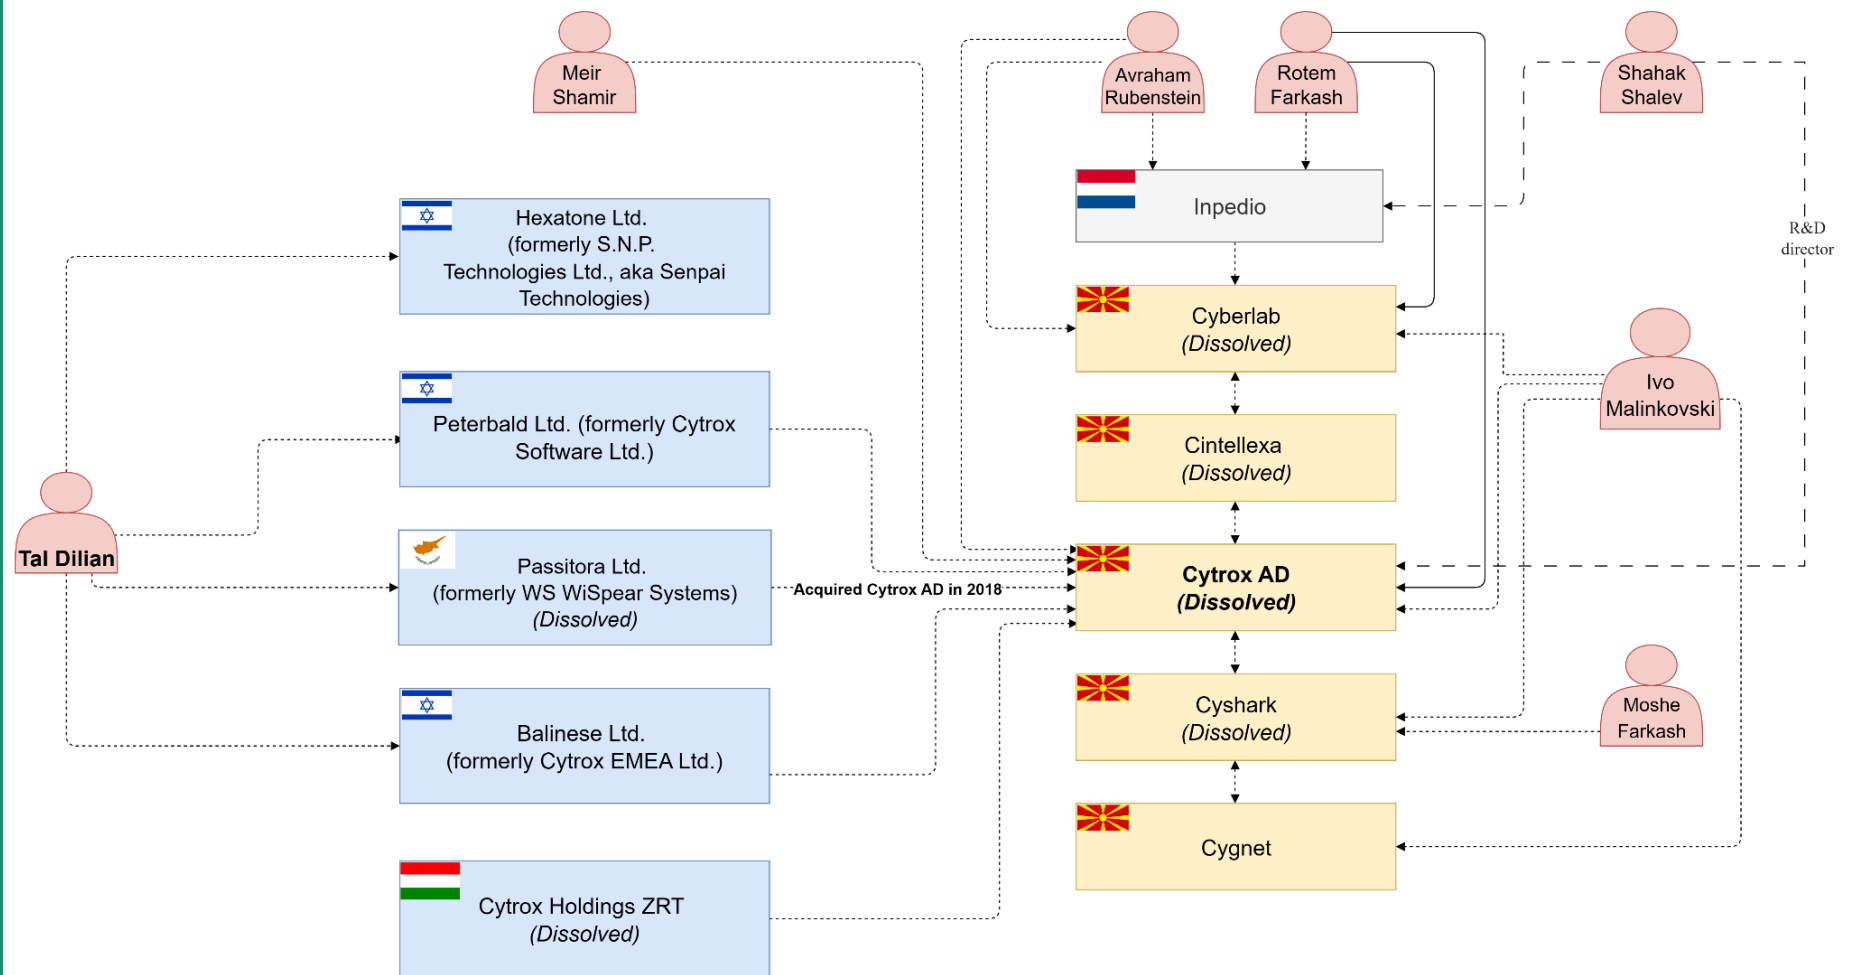 Meir
Shamir
Avraham
Rubenstein
Rotem
Farkash
Shahak
Shalev
Inpedio
R&D
director
Hexatone Ltd.
(formerly S.N.P.
Technologies Ltd., aka Senpai
Technologies)
Cyberlab
(Dissolved)
Ivo
Malinkovski
Peterbald Ltd. (formerly Cytrox
Software Ltd.)
Cintellexa
(Dissolved)
Tal Dilian
Passitora Ltd.
(formerly WS WiSpear Systems)
(Dissolved)
Acquired Cytrox AD in 2018
Cytrox AD
(Dissolved)
Balinese Ltd.
(formerly Cytrox EMEA Ltd.)
Cyshark
(Dissolved)
Moshe
Farkash
Cygnet
Cytrox Holdings ZRT
(Dissolved)